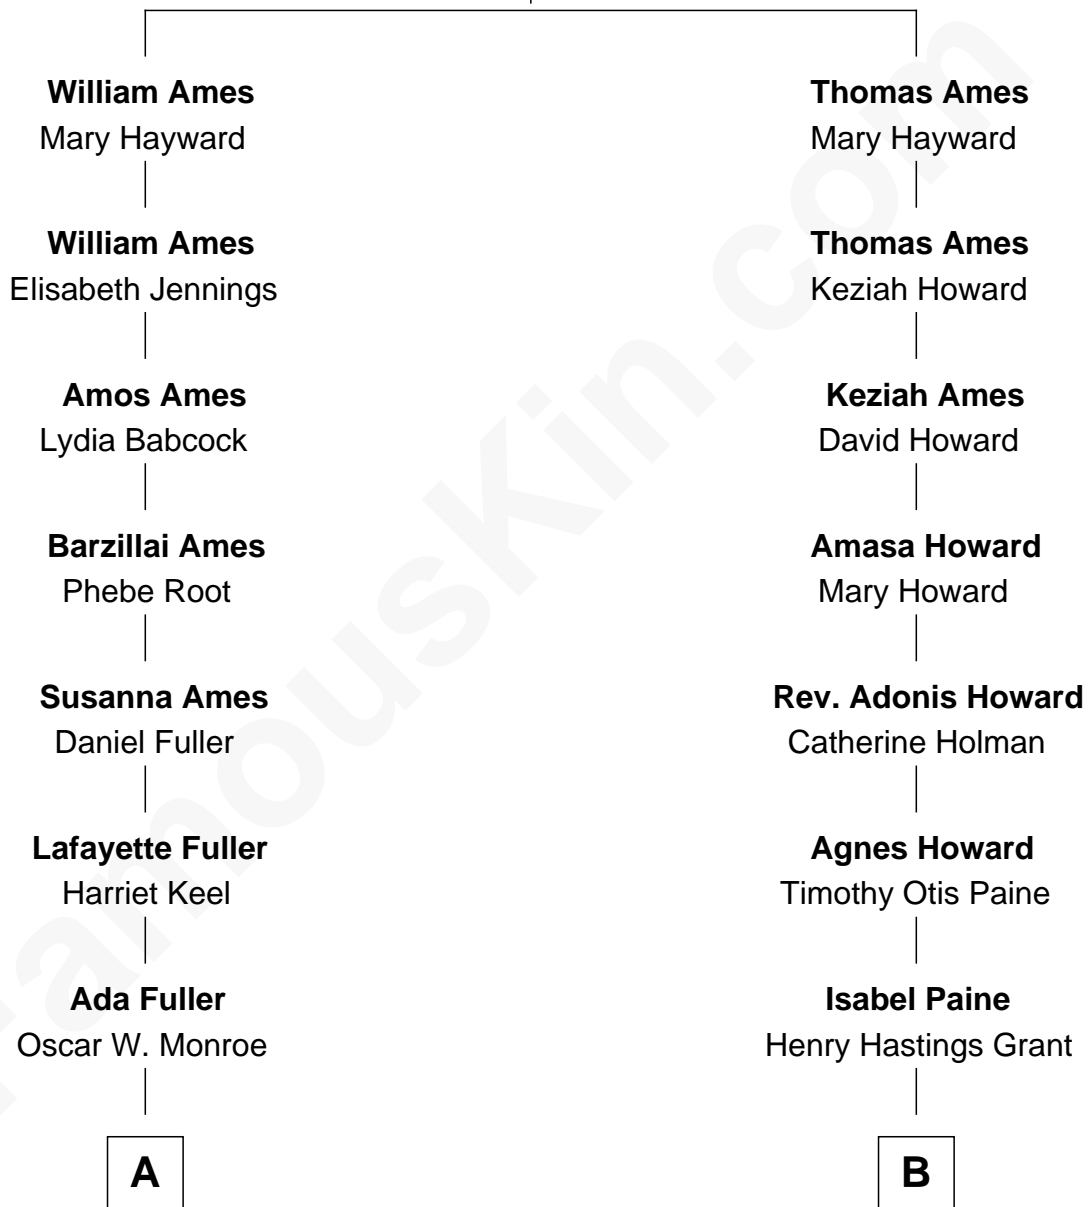 William Ames
Mary Hayward
William Ames
Elisabeth Jennings
Amos Ames
Lydia Babcock
Barzillai Ames
Phebe Root
Susanna Ames
Daniel Fuller
Lafayette Fuller
Harriet Keel
Ada Fuller
Oscar W. Monroe
A
Thomas Ames
Mary Hayward
Thomas Ames
Keziah Howard
Keziah Ames
David Howard
Amasa Howard
Mary Howard
Rev. Adonis Howard
Catherine Holman
Agnes Howard
Timothy Otis Paine
Isabel Paine
Henry Hastings Grant
B
FamousKin.com